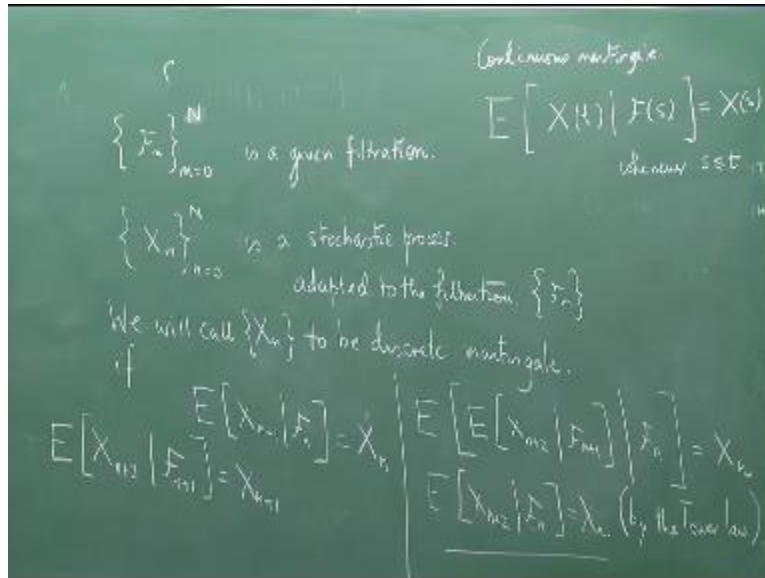 Continuous martingale
E[X(t) | F(s)] = X(s)
whenever s ≤ t
{F_n}_{n=0}^N is a given filtration.
{X_n}_{n=0}^N is a stochastic process
adapted to the filtration {F_n}
We will call {X_n} to be discrete martingale.
if
E[X_{n+1} | F_n] = X_n
E[X_{n+2} | F_{n+1}] = X_{n+1}
E[E[X_{n+2} | F_{n+1}] | F_n] = X_n
E[X_{n+2} | F_n] = X_n (by the Tower law)